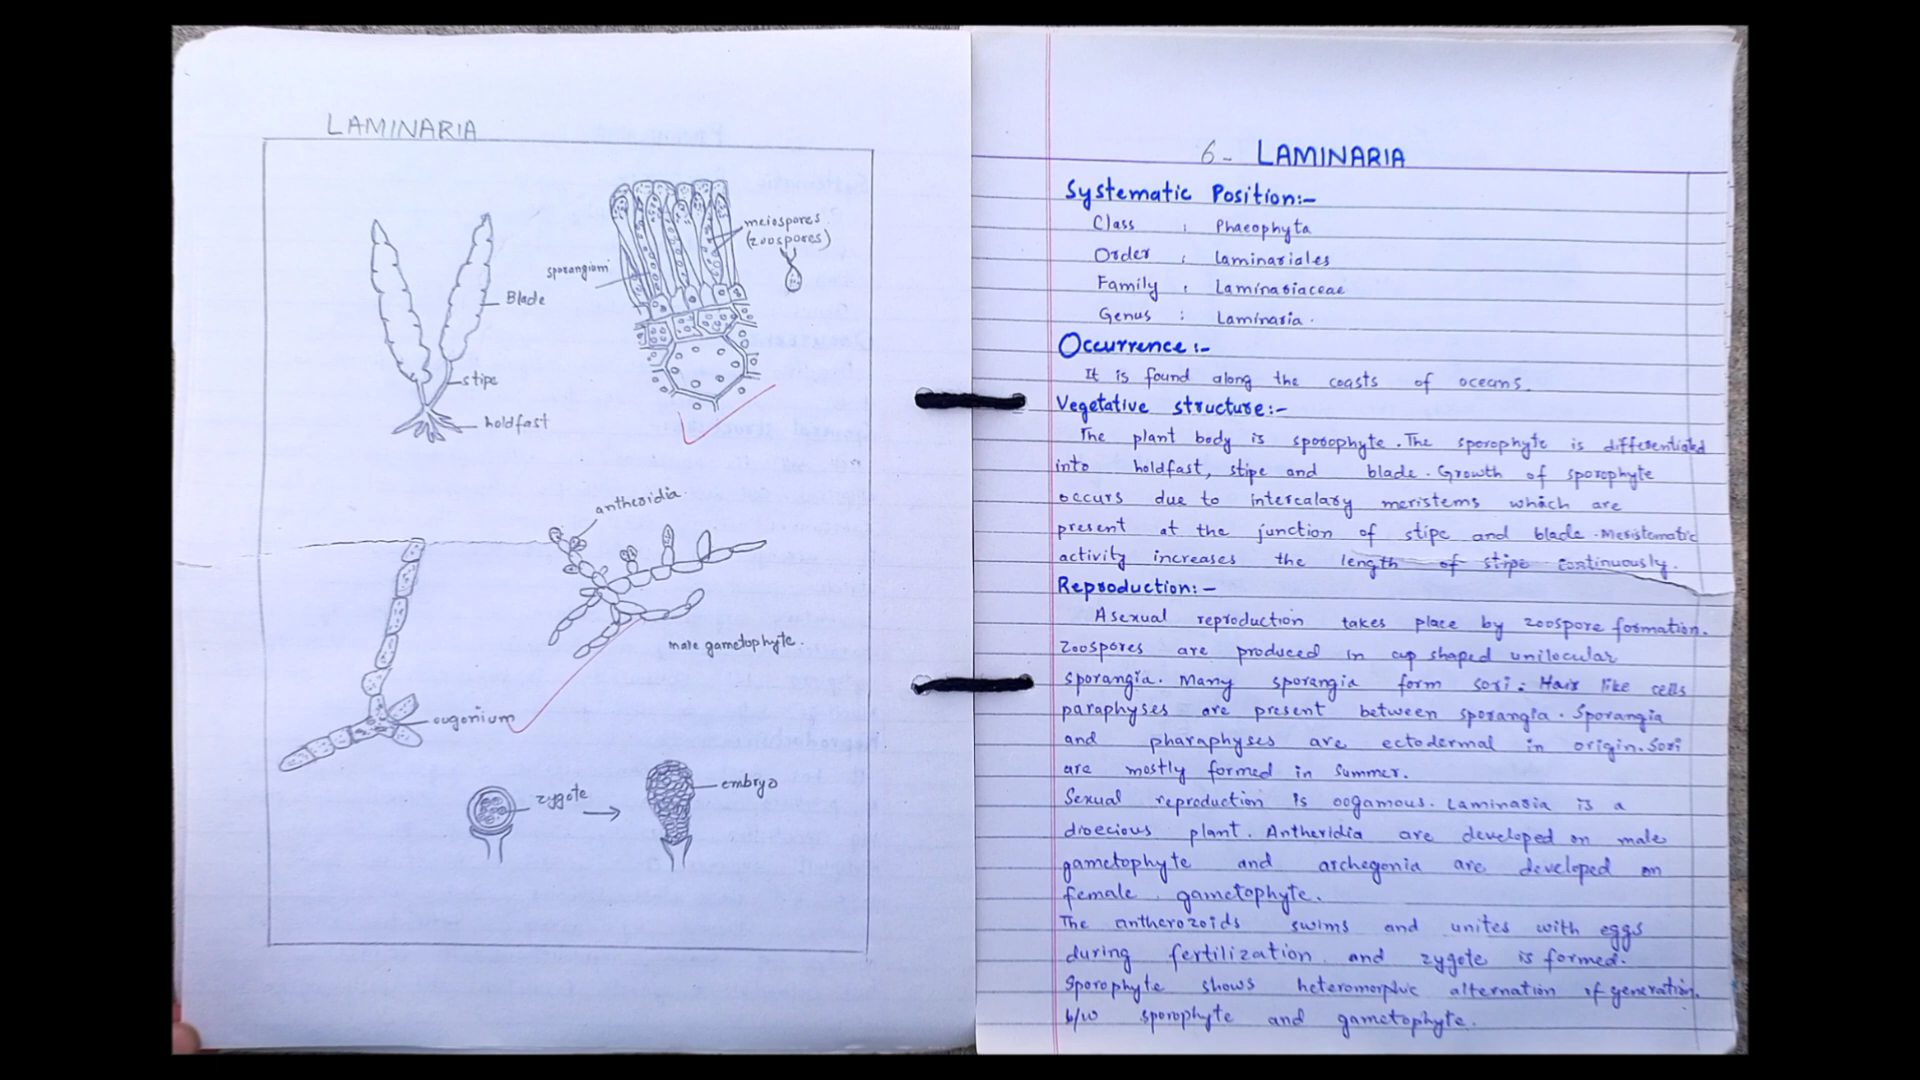 LAMINARIA
meiospores
(zoospores)
sporangium
Blade
stipe
holdfast
antheridia
male gametophyte.
oogonium
zygote
embryo
6- LAMINARIA
Systematic Position:-
Class : Phaeophyta
Order : laminariales
Family : Laminariaceae
Genus : Laminaria.
Occurrence:-
It is found along the coasts of oceans.
Vegetative structure:-
The plant body is sporophyte. The sporophyte is differentiated
into holdfast, stipe and blade. Growth of sporophyte
occurs due to intercalary meristems which are
present at the junction of stipe and blade. Meristematic
activity increases the length of stipe continuously.
Reproduction:-
Asexual reproduction takes place by zoospore formation.
Zoospores are produced in cup shaped unilocular
sporangia. Many sporangia form sori. Hair like cells
paraphyses are present between sporangia. Sporangia
and pharaphyses are ectodermal in origin. Sori
are mostly formed in summer.
Sexual reproduction is oogamous. Laminaria is a
dioecious plant. Antheridia are developed on male
gametophyte and archegonia are developed on
female gametophyte.
The antherozoids swims and unites with eggs
during fertilization and zygote is formed.
Sporophyte shows heteromorphic alternation of generation.
b/w sporophyte and gametophyte.